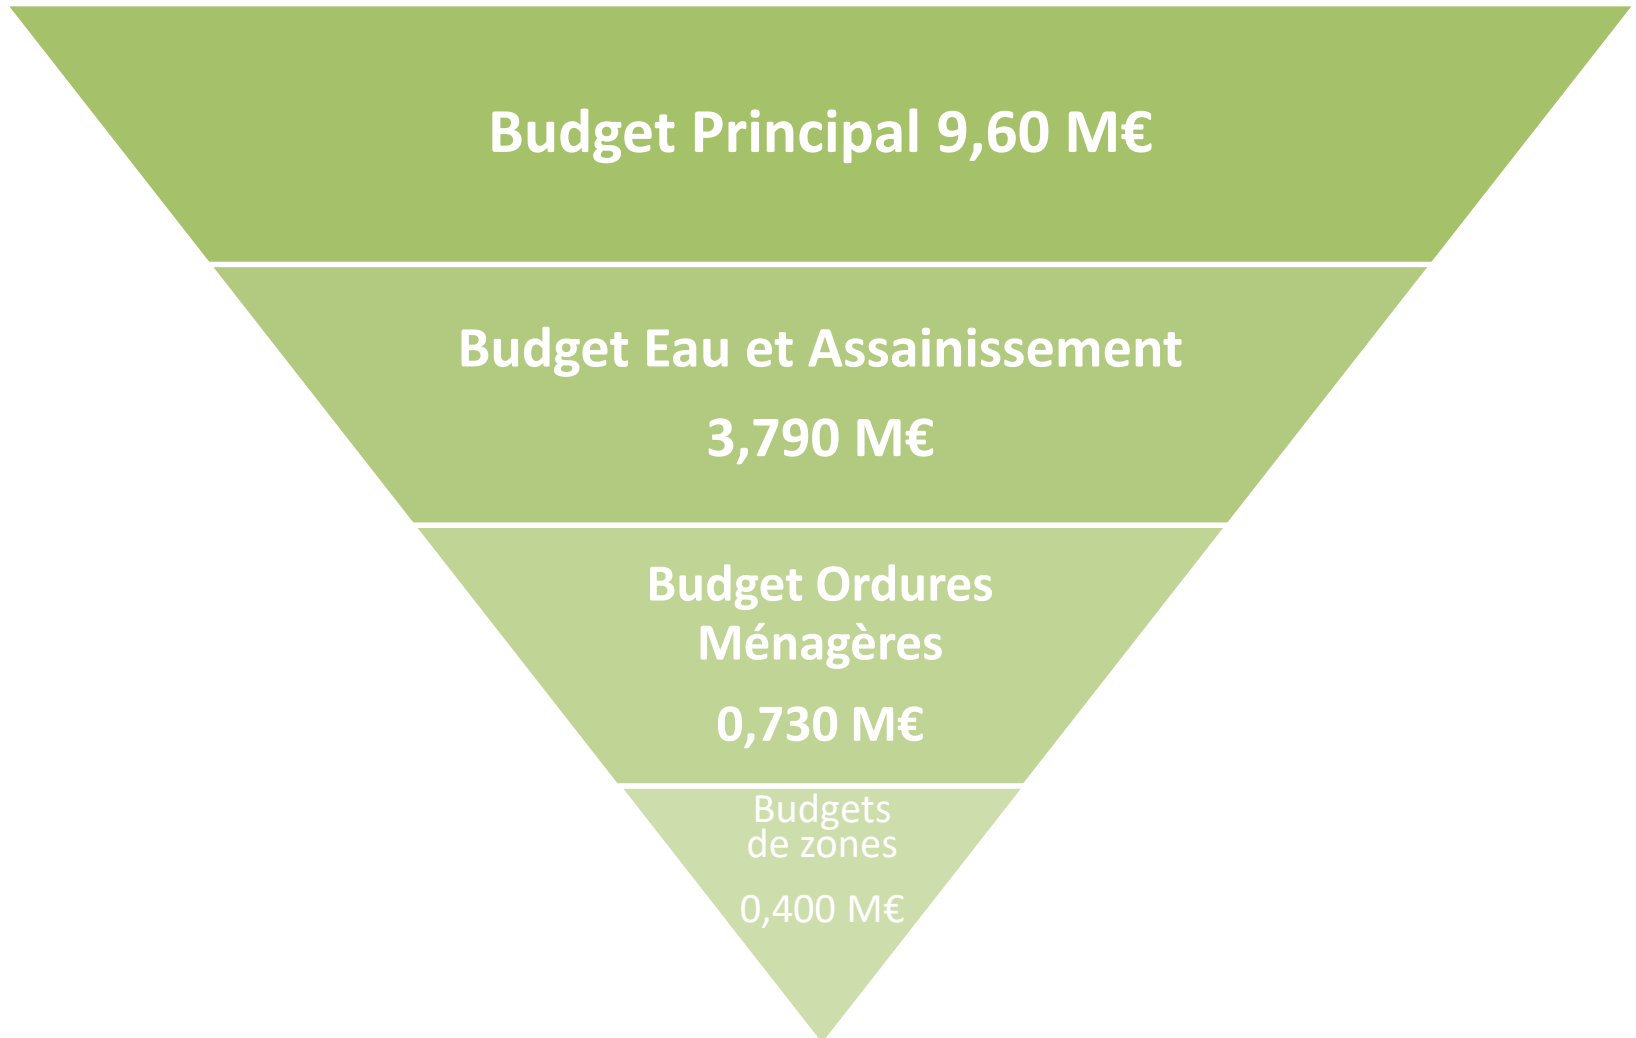 Budget Principal 9,60 M€
Budget Eau et Assainissement
3,790 M€
Budget Ordures
Ménagères
0,730 M€
Budgets
de zones
0,400 M€